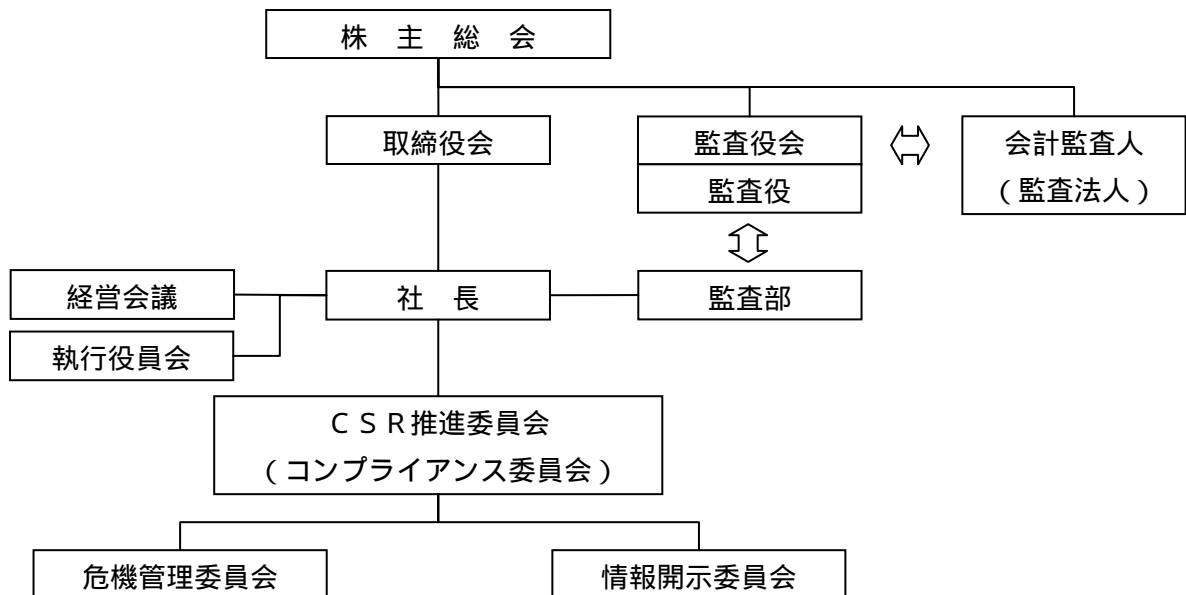 株　主　総　会
取締役会
監査役会
監査役
会計監査人
（監査法人）
経営会議
社　長
監査部
執行役員会
ＣＳＲ推進委員会
（コンプライアンス委員会）
危機管理委員会
情報開示委員会